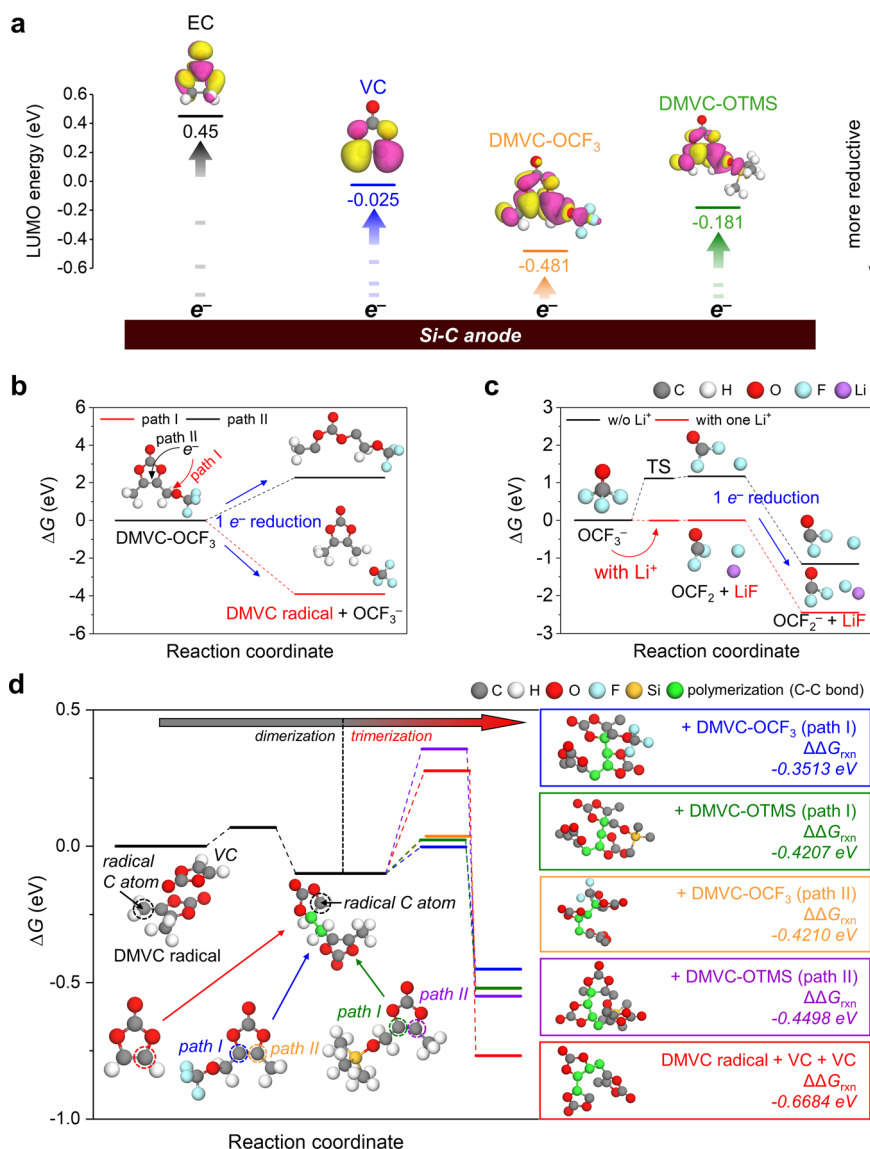 a
EC
VC
DMVC-OCF₃
DMVC-OTMS
LUMO energy (eV)
0.6
0.4
0.2
0.0
-0.2
-0.4
-0.6
0.45
-0.025
-0.481
-0.181
more reductive
e⁻ e⁻ e⁻ e⁻
Si-C anode
b
path I path II
6
4
2
0
-2
-4
-6
ΔG (eV)
path II
e⁻
path I
DMVC-OCF₃
1 e⁻ reduction
DMVC radical + OCF₃⁻
Reaction coordinate
c
C H O F Li
w/o Li⁺ with one Li⁺
3
2
1
0
-1
-2
-3
ΔG (eV)
TS
1 e⁻ reduction
OCF₃⁻
with Li⁺
OCF₂ + LiF
OCF₂⁻ + LiF
Reaction coordinate
d
C H O F Si polymerization (C-C bond)
0.5
0.0
-0.5
-1.0
ΔG (eV)
dimerization trimerization
radical
C atom
VC
DMVC radical
radical C atom
path I path II
path I path II
Reaction coordinate
+ DMVC-OCF₃ (path I)
ΔΔGrxn
-0.3513 eV
+ DMVC-OTMS (path I)
ΔΔGrxn
-0.4207 eV
+ DMVC-OCF₃ (path II)
ΔΔGrxn
-0.4210 eV
+ DMVC-OTMS (path II)
ΔΔGrxn
-0.4498 eV
DMVC radical + VC + VC
ΔΔGrxn
-0.6684 eV